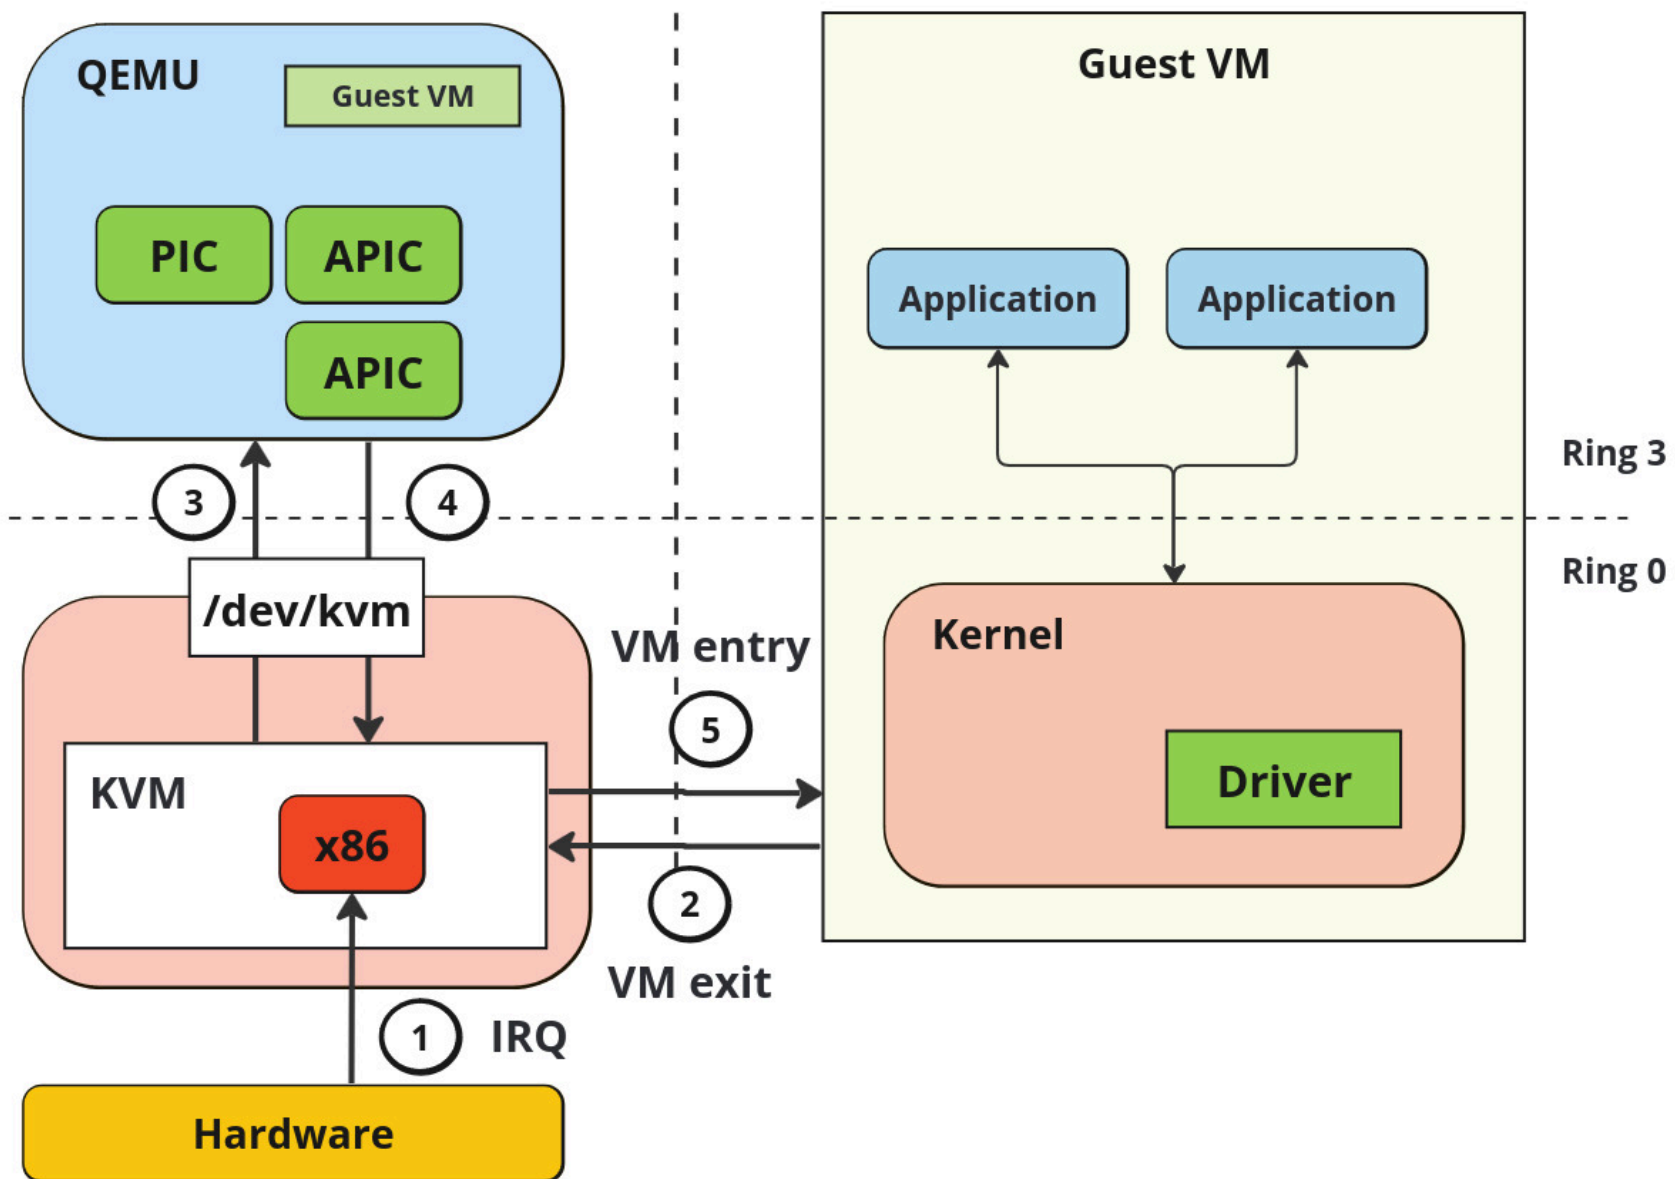 QEMU
Guest VM
PIC
APIC
APIC
3
4
/dev/kvm
KVM
x86
1
IRQ
Hardware
VM entry
5
2
VM exit
Guest VM
Application
Application
Kernel
Driver
Ring 3
Ring 0